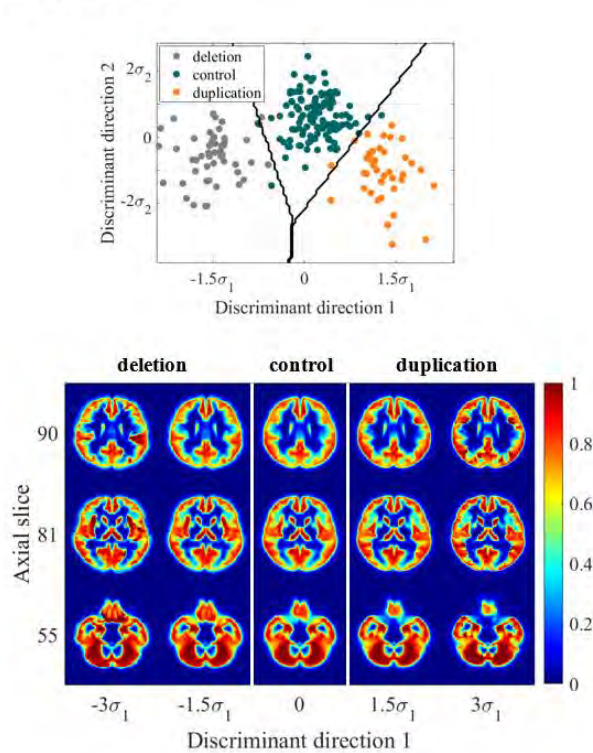 deletion
control
duplication
2σ2
0
-2σ2
Discriminant direction 2
-1.5σ1
0
1.5σ1
Discriminant direction 1
deletion control duplication
90
81
55
Axial slice
1
0.8
0.6
0.4
0.2
0
-3σ1
-1.5σ1
0
1.5σ1
3σ1
Discriminant direction 1